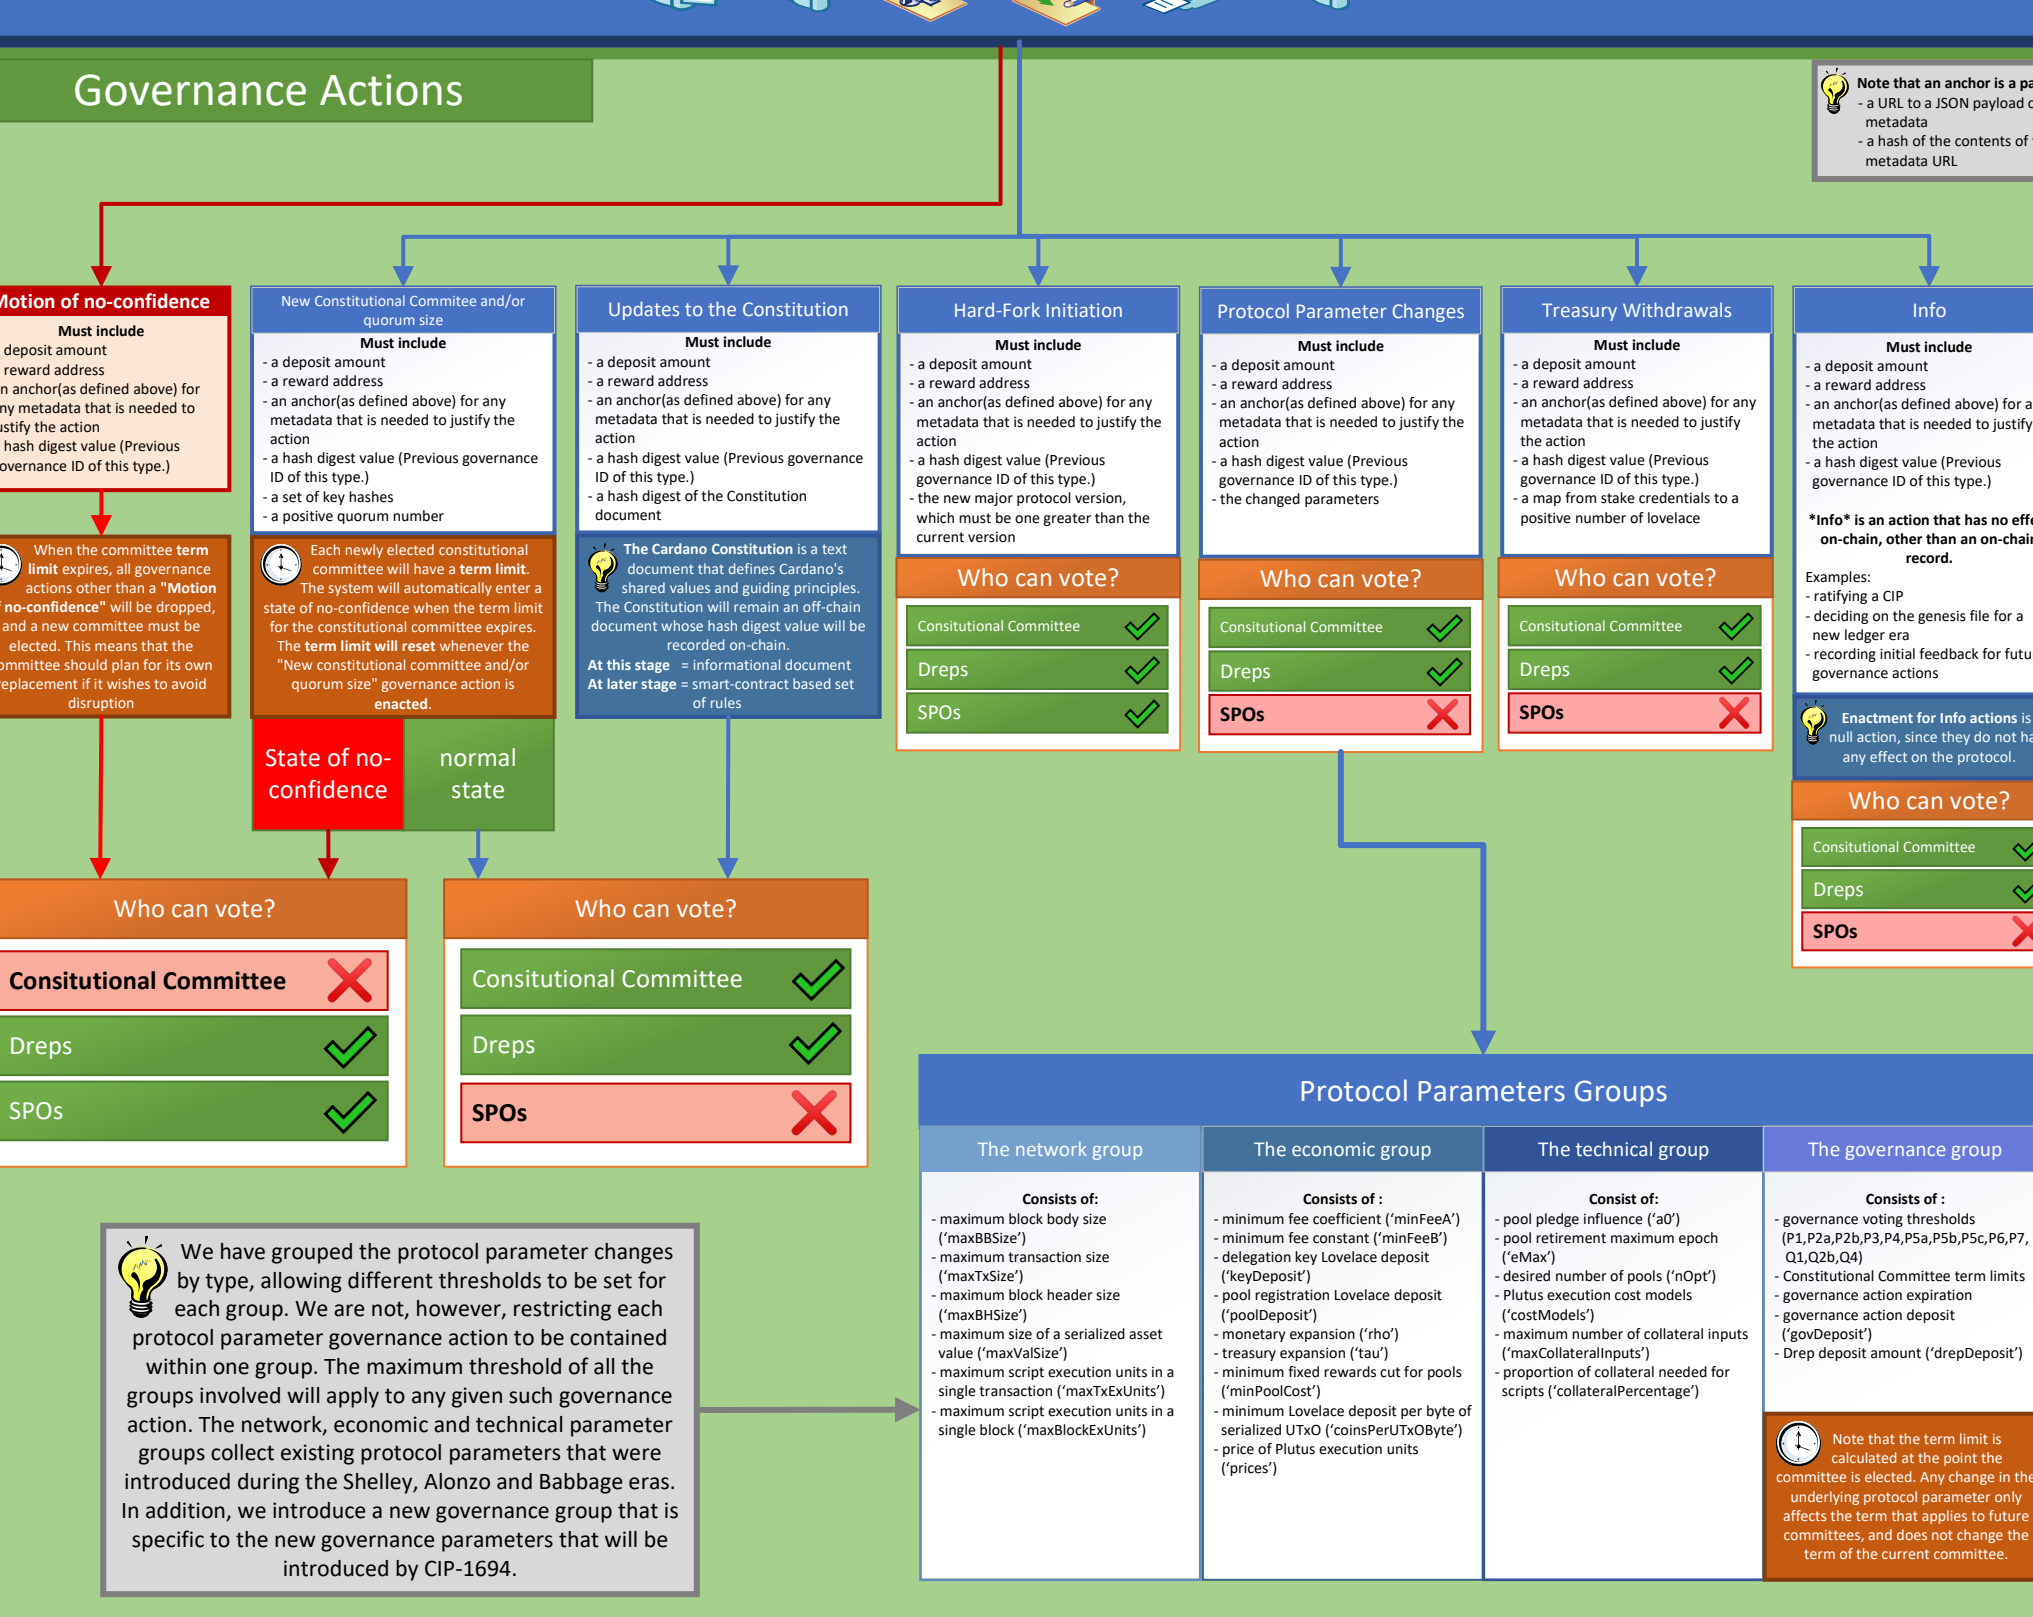 Governance Actions
Note that an anchor is a
- a URL to a JSON payload
metadata
- a hash of the contents of
metadata URL
Motion of no-confidence
Must include
deposit amount
reward address
anchor(as defined above) for
metadata that is needed to
justify the action
hash digest value (Previous
governance ID of this type.)
When the committee term
limit expires, all governance
actions other than a "Motion
no-confidence" will be dropped,
and a new committee must be
elected. This means that the
committee should plan for its own
replacement if it wishes to avoid
disruption
New Constitutional Commitee and/or
quorum size
Must include
- a deposit amount
- a reward address
- an anchor(as defined above) for any
metadata that is needed to justify the
action
- a hash digest value (Previous governance
ID of this type.)
- a set of key hashes
- a positive quorum number
Each newly elected constitutional
committee will have a term limit.
The system will automatically enter a
state of no-confidence when the term limit
for the constitutional committee expires.
The term limit will reset whenever the
"New constitutional committee and/or
quorum size" governance action is
enacted.
State of no-
confidence
normal
state
Updates to the Constitution
Must include
- a deposit amount
- a reward address
- an anchor(as defined above) for any
metadata that is needed to justify the
action
- a hash digest value (Previous governance
ID of this type.)
- a hash digest of the Constitution
document
The Cardano Constitution is a text
document that defines Cardano's
shared values and guiding principles.
The Constitution will remain an off-chain
document whose hash digest value will be
recorded on-chain.
At this stage = informational document
At later stage = smart-contract based set
of rules
Hard-Fork Initiation
Must include
- a deposit amount
- a reward address
- an anchor(as defined above) for any
metadata that is needed to justify the
action
- a hash digest value (Previous
governance ID of this type.)
- the new major protocol version,
which must be one greater than the
current version
Who can vote?
Consitutional Committee
Dreps
SPOs
Protocol Parameter Changes
Must include
- a deposit amount
- a reward address
- an anchor(as defined above) for any
metadata that is needed to justify the
action
- a hash digest value (Previous
governance ID of this type.)
- the changed parameters
Who can vote?
Consitutional Committee
Dreps
SPOs
Treasury Withdrawals
Must include
- a deposit amount
- a reward address
- an anchor(as defined above) for any
metadata that is needed to justify
the action
- a hash digest value (Previous
governance ID of this type.)
- a map from stake credentials to a
positive number of lovelace
Who can vote?
Consitutional Committee
Dreps
SPOs
Info
Must include
- a deposit amount
- a reward address
- an anchor(as defined above) for
metadata that is needed to justify
the action
- a hash digest value (Previous
governance ID of this type.)
*Info* is an action that has no
on-chain, other than an on-chain
record.
Examples:
- ratifying a CIP
- deciding on the genesis file for a
new ledger era
- recording initial feedback for
governance actions
Enactment for Info actions is
null action, since they do not
any effect on the protocol.
Who can vote?
Consitutional Committee
Dreps
SPOs
Who can vote?
Consitutional Committee
Dreps
SPOs
Who can vote?
Consitutional Committee
Dreps
SPOs
Protocol Parameters Groups
The network group
Consists of:
- maximum block body size
('maxBBSize')
- maximum transaction size
('maxTxSize')
- maximum block header size
('maxBHSize')
- maximum size of a serialized asset
value ('maxValSize')
- maximum script execution units in a
single transaction ('maxTxExUnits')
- maximum script execution units in a
single block ('maxBlockExUnits')
The economic group
Consists of :
- minimum fee coefficient ('minFeeA')
- minimum fee constant ('minFeeB')
- delegation key Lovelace deposit
('keyDeposit')
- pool registration Lovelace deposit
('poolDeposit')
- monetary expansion ('rho')
- treasury expansion ('tau')
- minimum fixed rewards cut for pools
('minPoolCost')
- minimum Lovelace deposit per byte of
serialized UTxO ('coinsPerUTxOByte')
- price of Plutus execution units
('prices')
The technical group
Consist of:
- pool pledge influence ('a0')
- pool retirement maximum epoch
('eMax')
- desired number of pools ('nOpt')
- Plutus execution cost models
('costModels')
- maximum number of collateral inputs
('maxCollateralInputs')
- proportion of collateral needed for
scripts ('collateralPercentage')
The governance group
Consists of :
- governance voting thresholds
(P1,P2a,P2b,P3,P4,P5a,P5b,P5c,P6,P7,
Q1,Q2b,Q4)
- Constitutional Committee term limits
- governance action expiration
- governance action deposit
('govDeposit')
- Drep deposit amount ('drepDeposit')
Note that the term limit is
calculated at the point the
committee is elected. Any change in the
underlying protocol parameter only
affects the term that applies to future
committees, and does not change the
term of the current committee.
We have grouped the protocol parameter changes
by type, allowing different thresholds to be set for
each group. We are not, however, restricting each
protocol parameter governance action to be contained
within one group. The maximum threshold of all the
groups involved will apply to any given such governance
action. The network, economic and technical parameter
groups collect existing protocol parameters that were
introduced during the Shelley, Alonzo and Babbage eras.
In addition, we introduce a new governance group that is
specific to the new governance parameters that will be
introduced by CIP-1694.